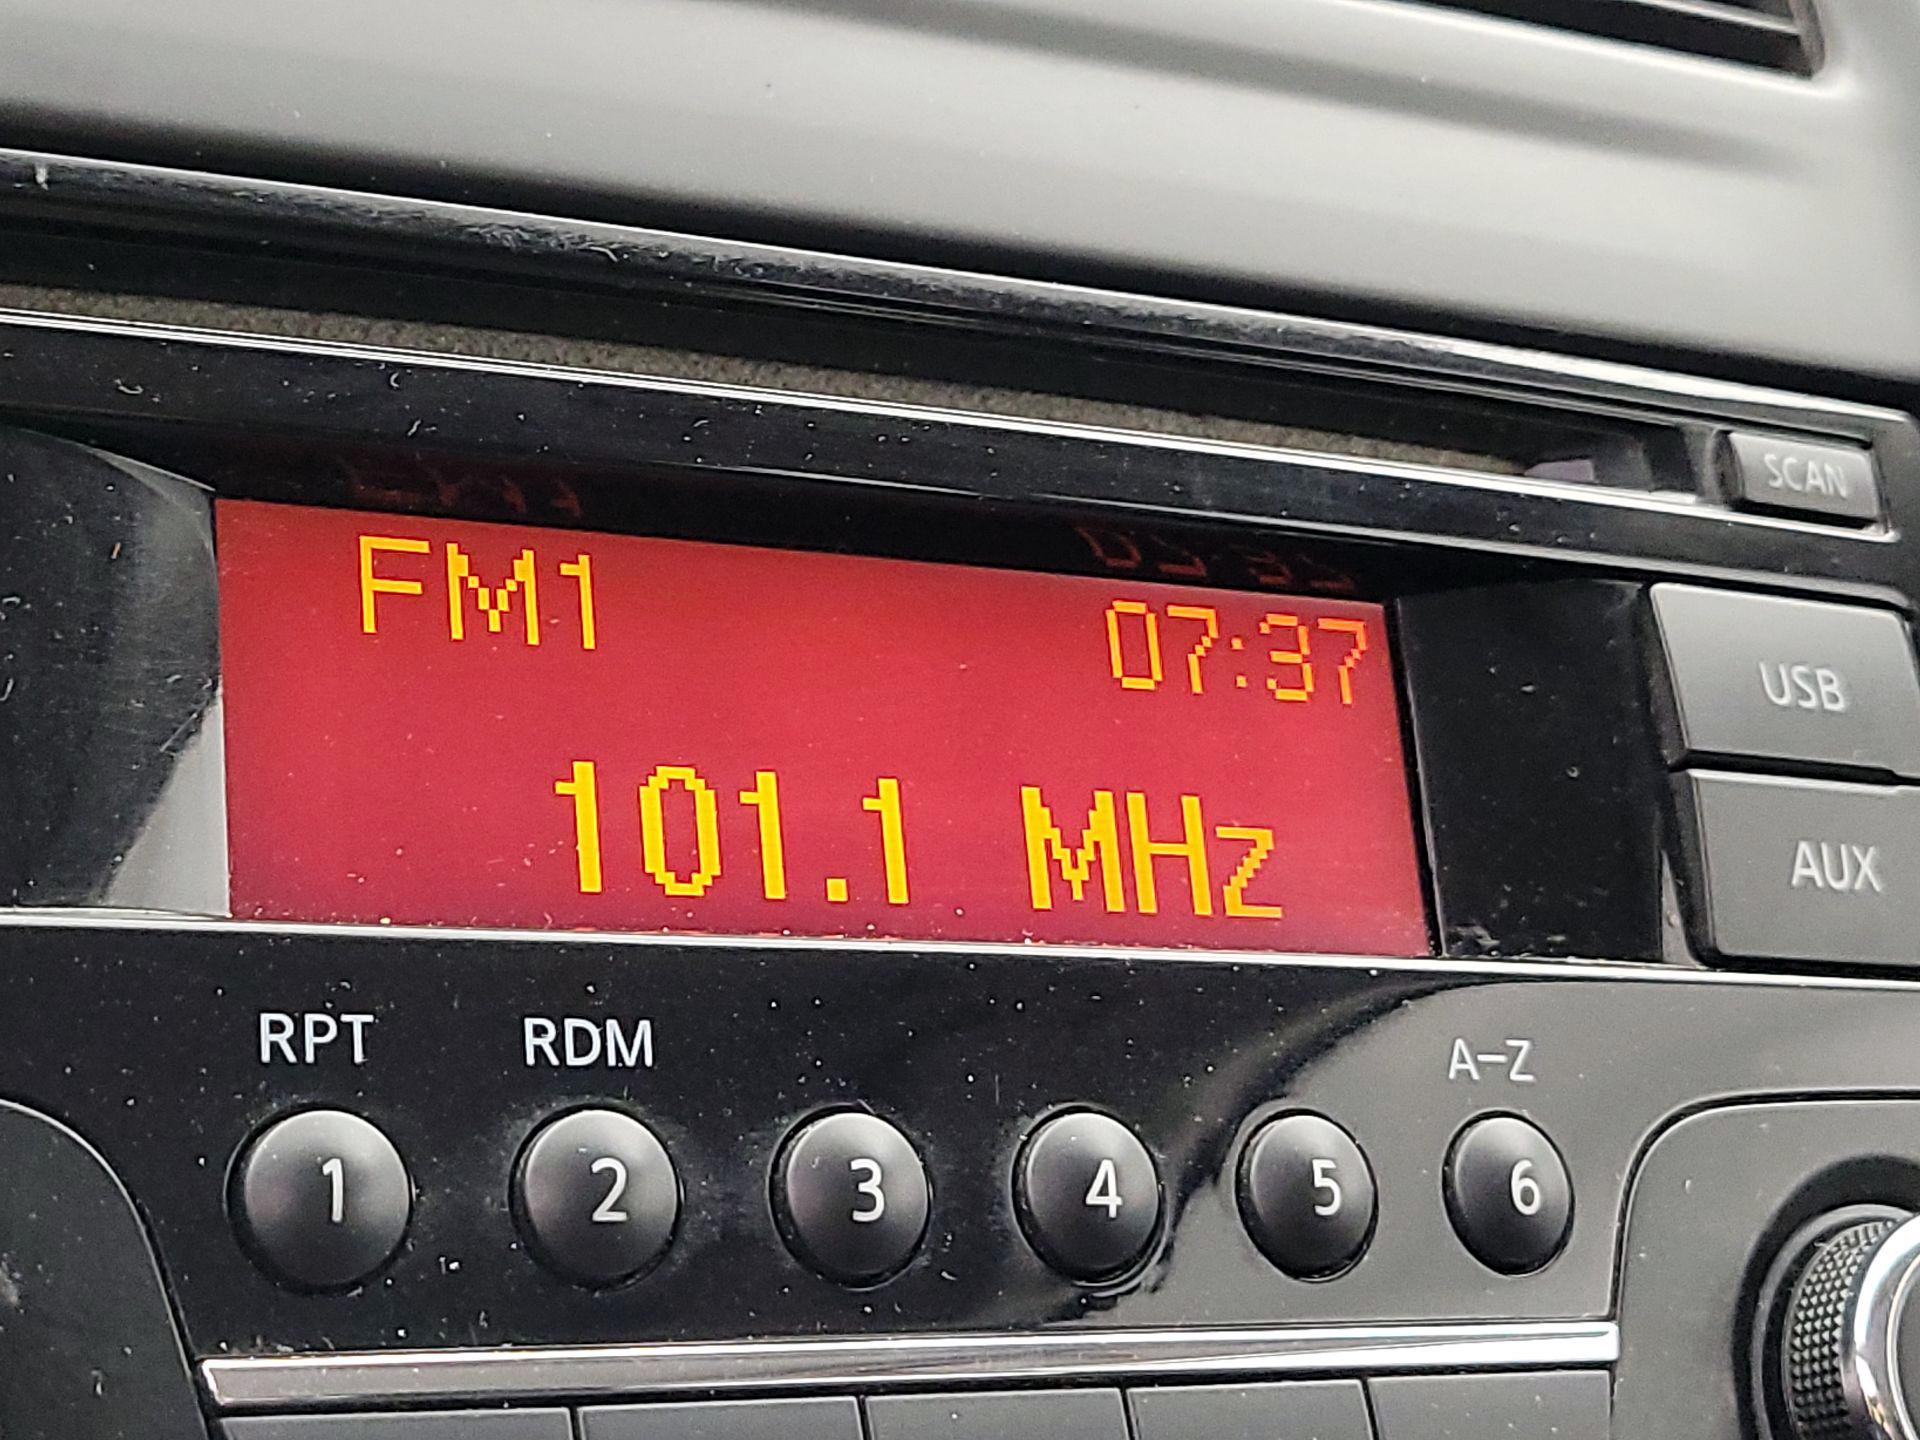 SCAN
FM1 07:37
USB
101.1 MHz
AUX
RPT RDM A-Z
1 2 3 4 5 6